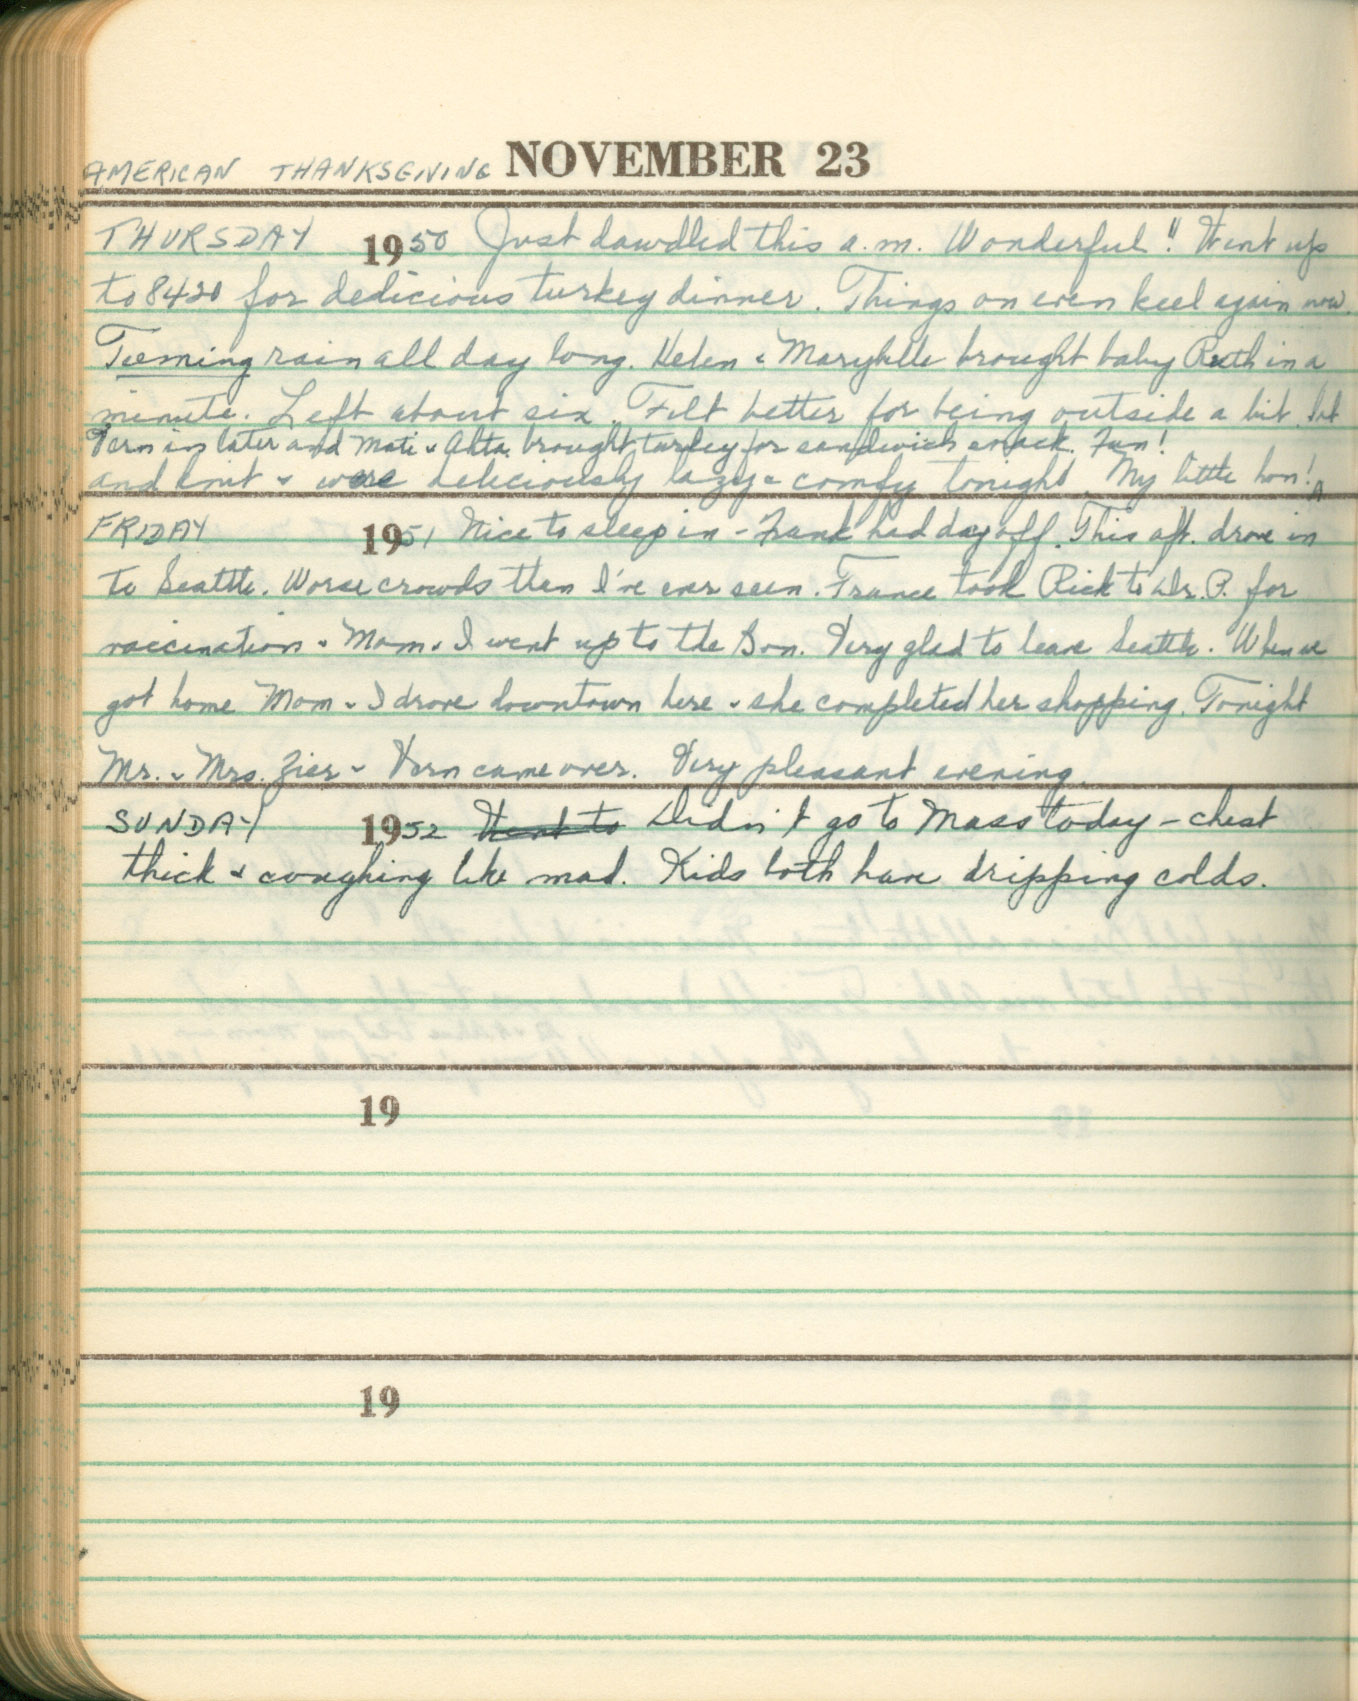 AMERICAN THANKSGIVING NOVEMBER 23
THURSDAY 1950 Just dawdled this a.m. Wonderful!! Went up
to 8420 for dedicious turkey dinner. Things on even keel again now.
Teeming rain all day long. Helen & Marybelle brought baby Ruth in a
minute. Left about six. Felt better for being outside a bit. Sat
Vern in later and Mati & Alta brought turkey for sandwich snack. Fun!
and knit & were deliciously lazy & comfy tonight. My little hon!
FRIDAY 1951 Nice to sleep in - Frank had day off. This aft. drove in
to Seattle. Worse crowds than I've ever seen. France took Rick to Dr. P. for
vaccination & Mom & I went up to the Bon. Very glad to leave Seattle. When we
got home Mom & I drove downtown here & she completed her shopping. Tonight
Mr. & Mrs. Zier & Vern came over. Very pleasant evening.
SUNDAY 1952 Went to Didn't go to Mass today - chest
thick & coughing like mad. Kids both have dripping colds.
19
19